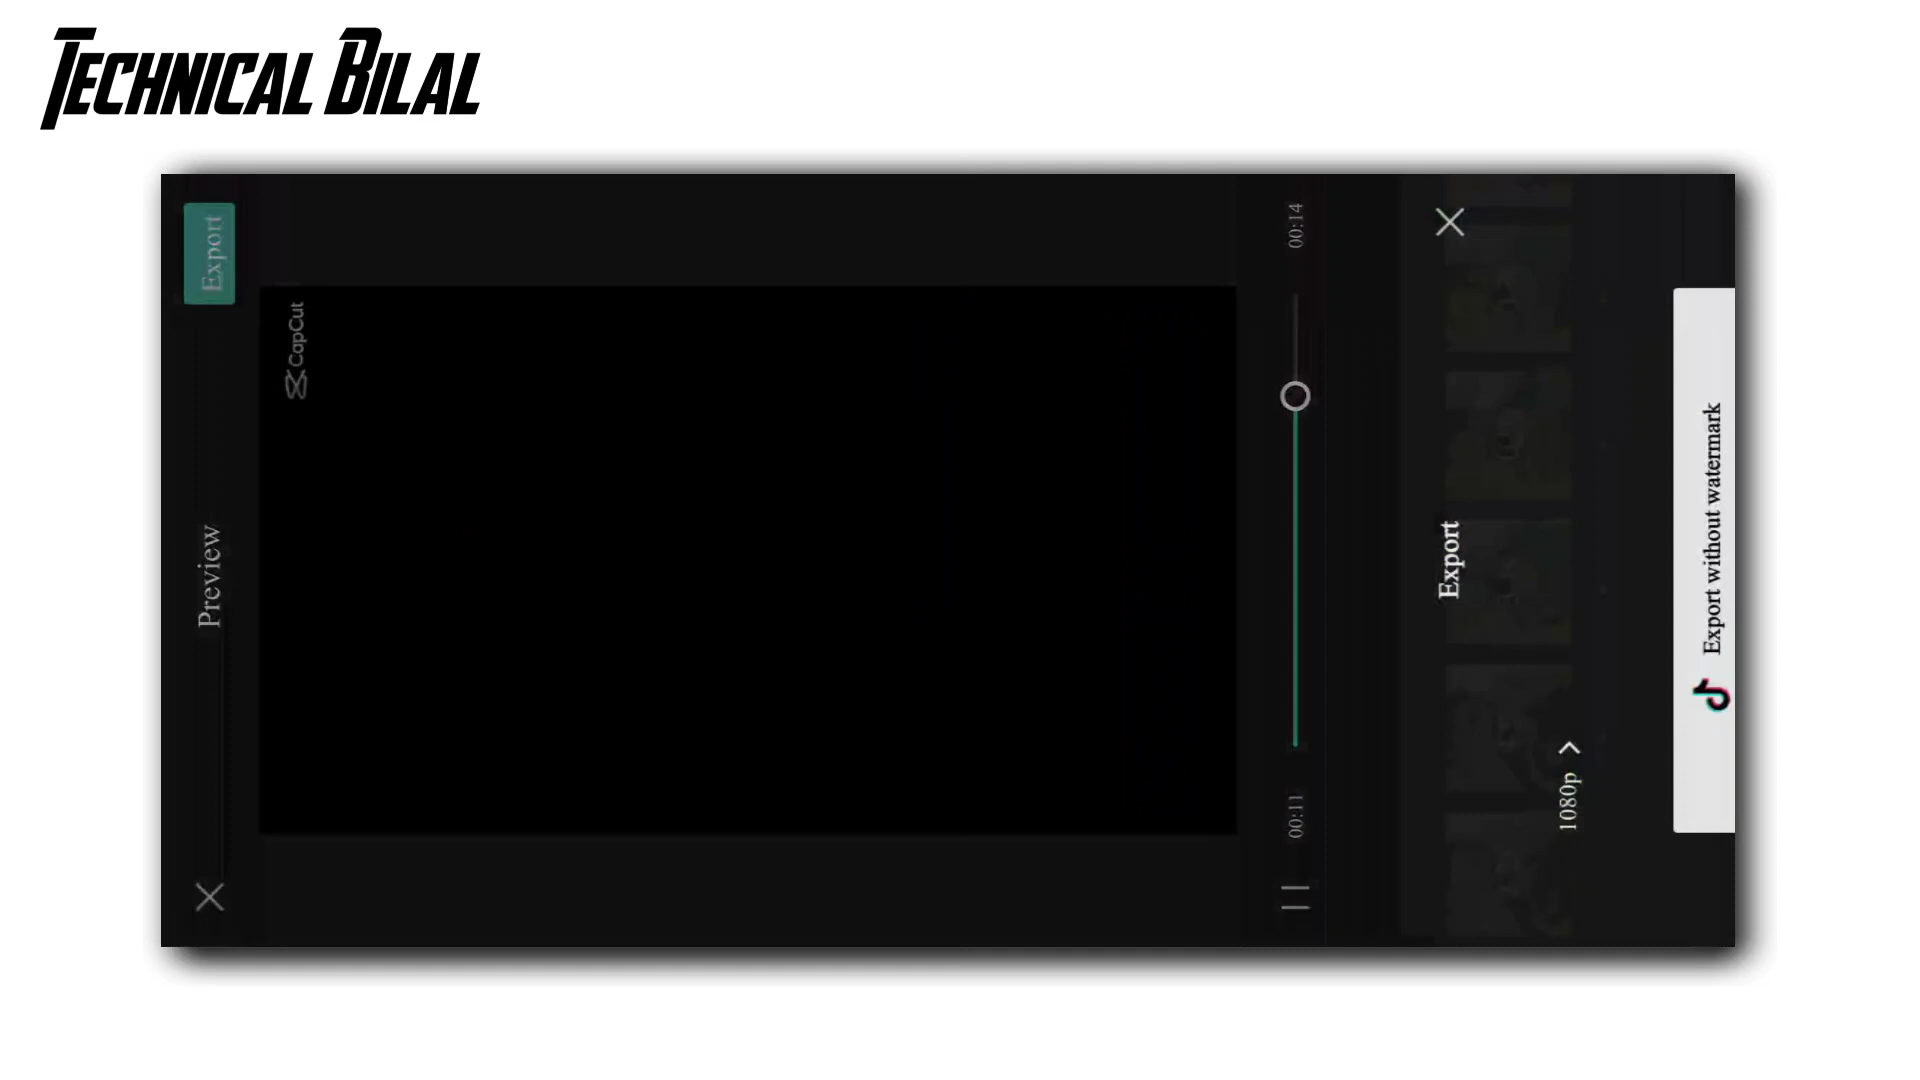 TECHNICAL BILAL
Preview
Export
CapCut
00:11
00:14
Export
1080p
Export without watermark